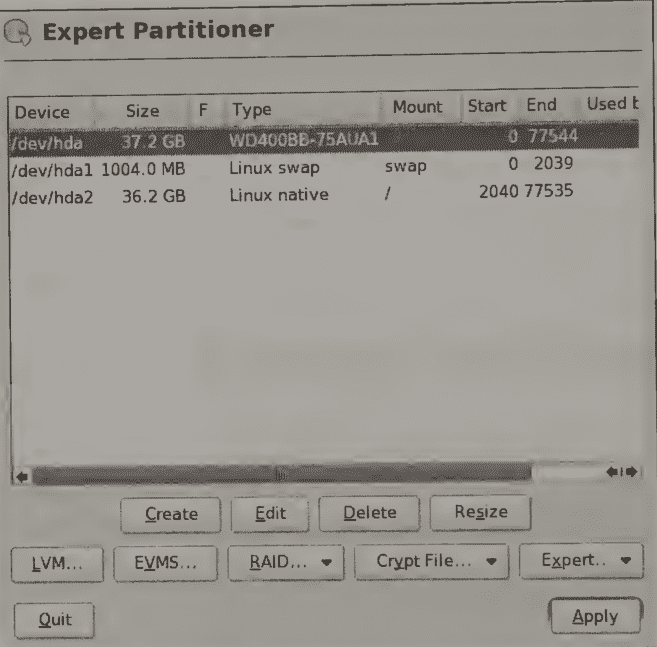 Expert Partitioner
Device Size F Type Mount Start End Used b
/dev/hda 37.2 GB WD400BB-75AUA1 0 77544
/dev/hda1 1004.0 MB Linux swap swap 0 2039
/dev/hda2 36.2 GB Linux native / 2040 77535
Create Edit Delete Resize
LVM... EVMS... RAID... Crypt File... Expert..
Quit Apply